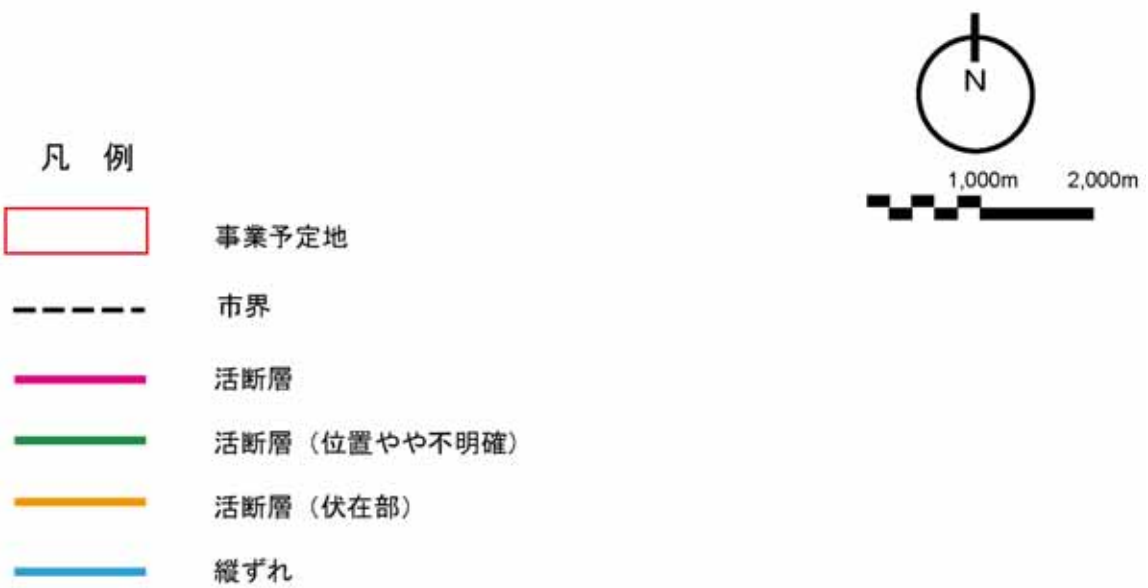 N
1,000m 2,000m
凡 例
事業予定地
市界
活断層
活断層（位置やや不明確）
活断層（伏在部）
縦ずれ